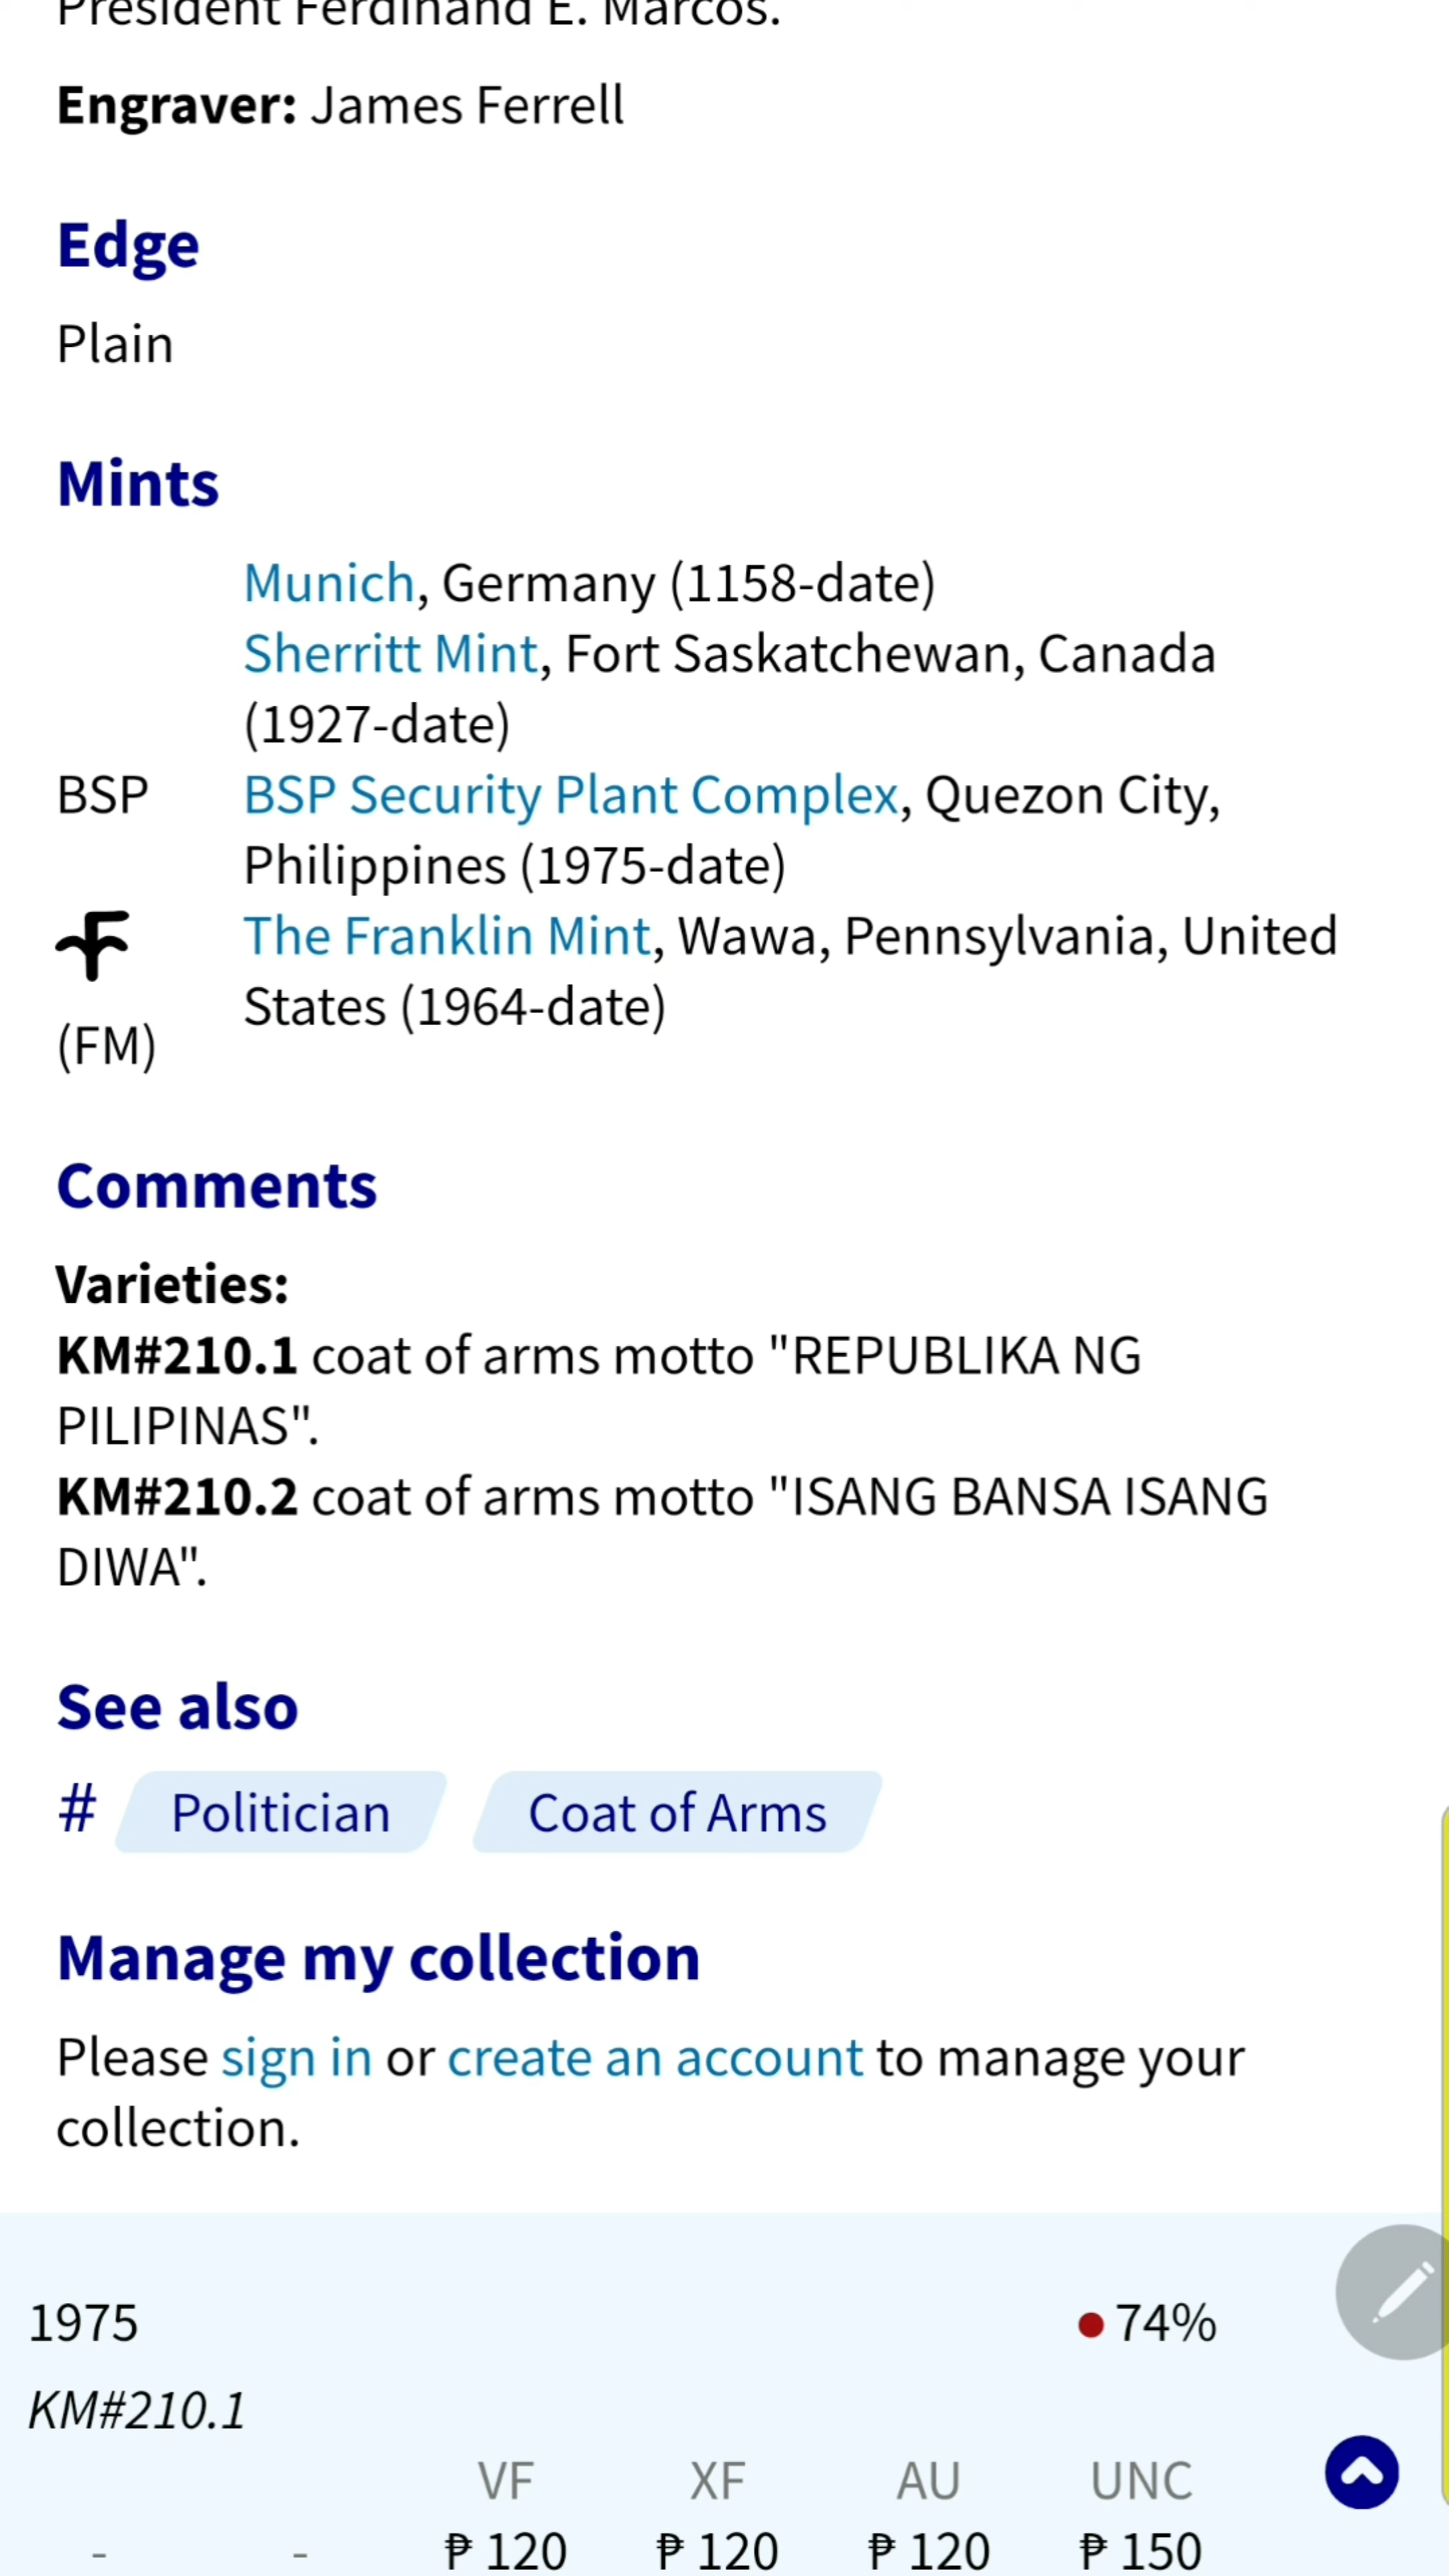 President Ferdinand E. Marcos.
Engraver: James Ferrell
Edge
Plain
Mints
Munich, Germany (1158-date)
Sherritt Mint, Fort Saskatchewan, Canada
(1927-date)
BSP BSP Security Plant Complex, Quezon City,
Philippines (1975-date)
The Franklin Mint, Wawa, Pennsylvania, United
States (1964-date)
(FM)
Comments
Varieties:
KM#210.1 coat of arms motto "REPUBLIKA NG
PILIPINAS".
KM#210.2 coat of arms motto "ISANG BANSA ISANG
DIWA".
See also
# Politician Coat of Arms
Manage my collection
Please sign in or create an account to manage your
collection.
1975 74%
KM#210.1
VF XF AU UNC
- - ₱ 120 ₱ 120 ₱ 120 ₱ 150